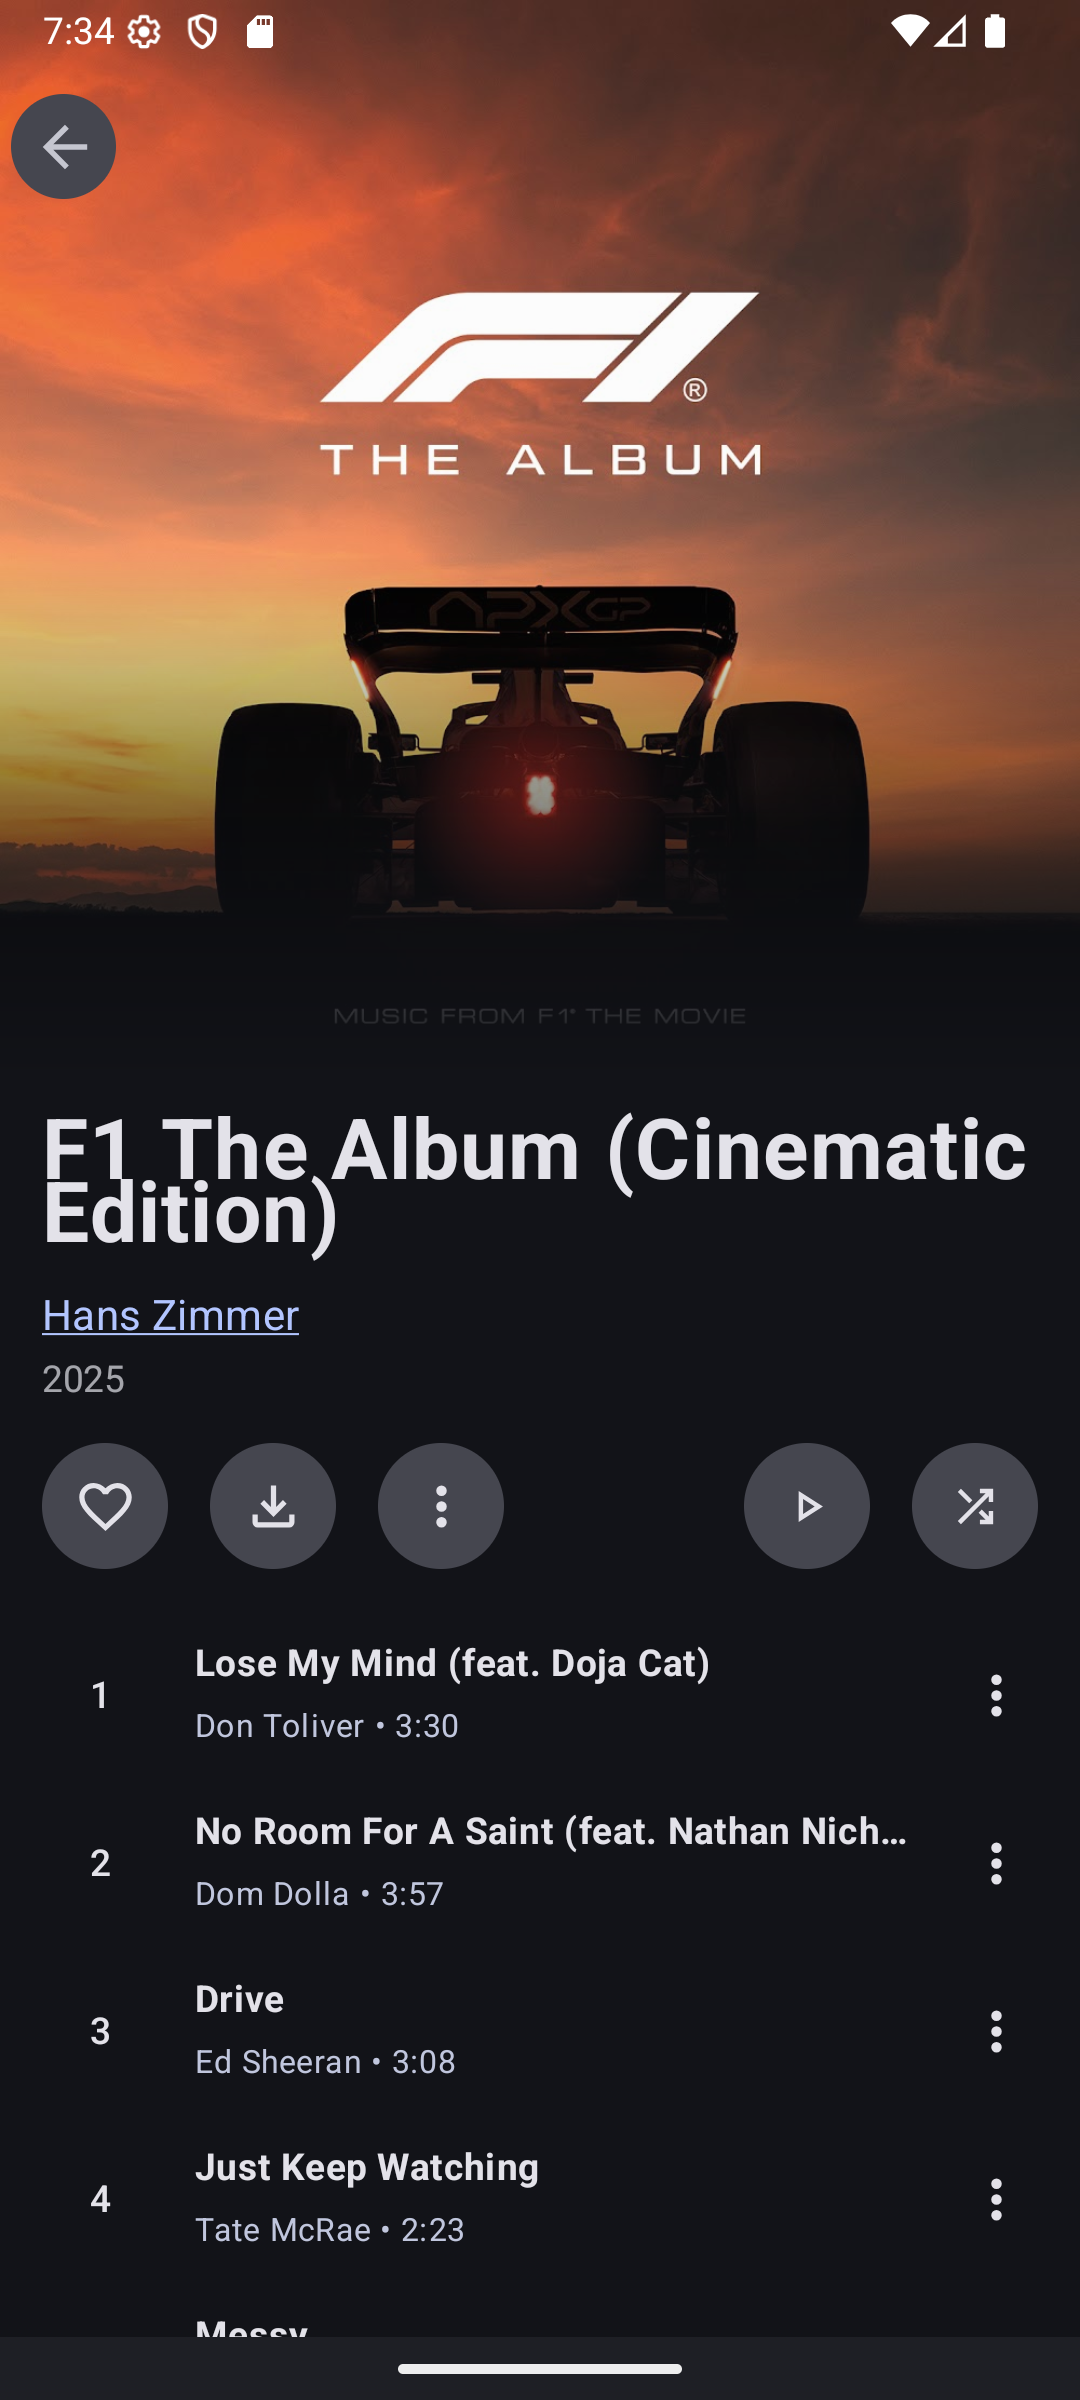 7:34
F1®
THE ALBUM
APXGP
MUSIC FROM F1® THE MOVIE
F1 The Album (Cinematic
Edition)
Hans Zimmer
2025
1
Lose My Mind (feat. Doja Cat)
Don Toliver • 3:30
2
No Room For A Saint (feat. Nathan Nich…
Dom Dolla • 3:57
3
Drive
Ed Sheeran • 3:08
4
Just Keep Watching
Tate McRae • 2:23
Messy